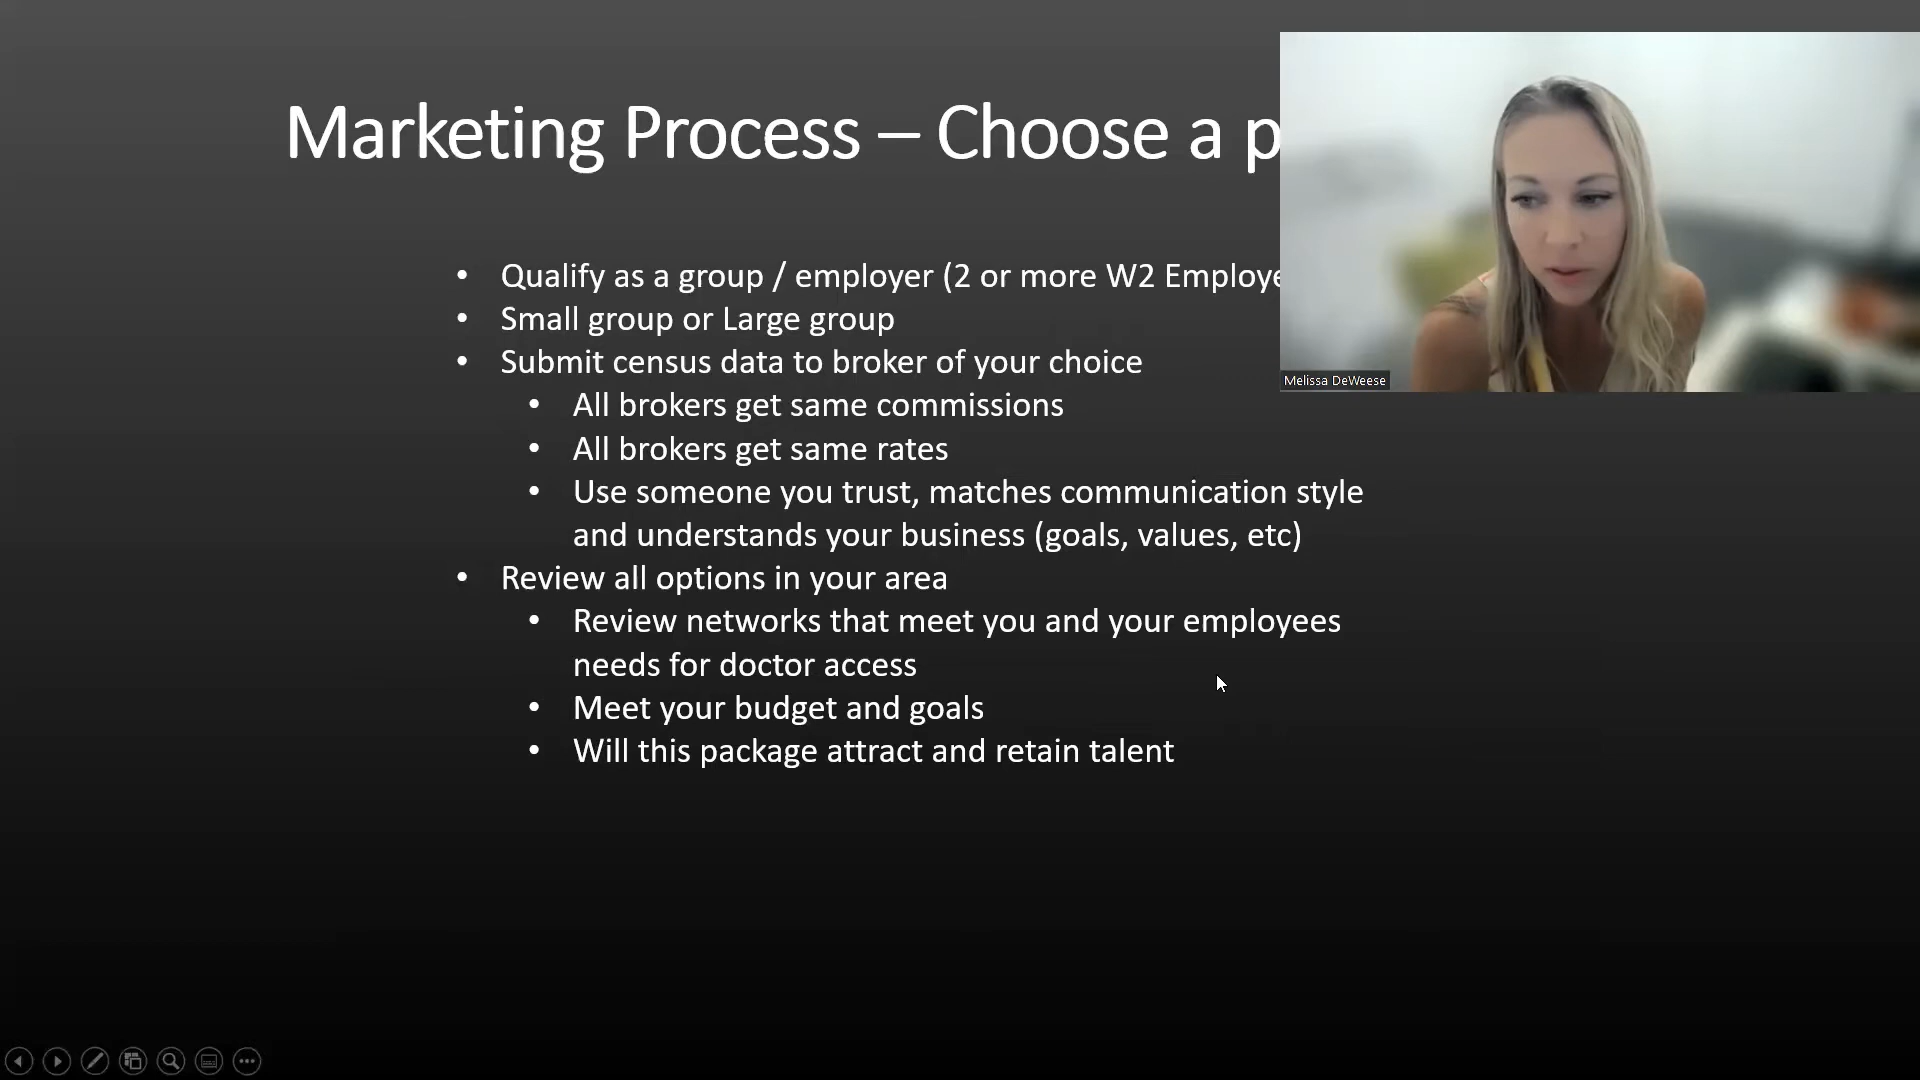 Marketing Process – Choose a p
• Qualify as a group / employer (2 or more W2 Employe
• Small group or Large group
• Submit census data to broker of your choice
• All brokers get same commissions
• All brokers get same rates
• Use someone you trust, matches communication style
and understands your business (goals, values, etc)
• Review all options in your area
• Review networks that meet you and your employees
needs for doctor access
• Meet your budget and goals
• Will this package attract and retain talent
Melissa DeWeese